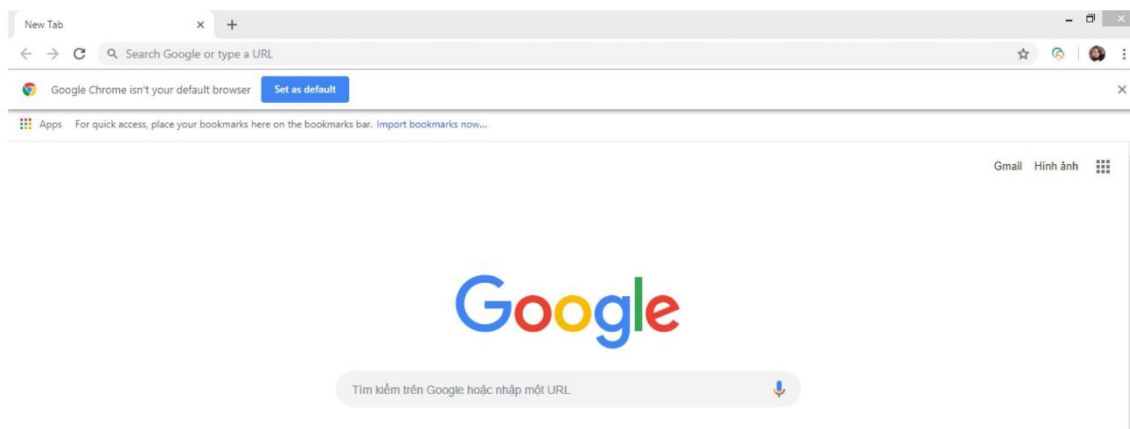 New Tab
Search Google or type a URL
Google Chrome isn't your default browser Set as default
Apps For quick access, place your bookmarks here on the bookmarks bar. Import bookmarks now...
Gmail Hình ảnh
Google
Tìm kiếm trên Google hoặc nhập một URL